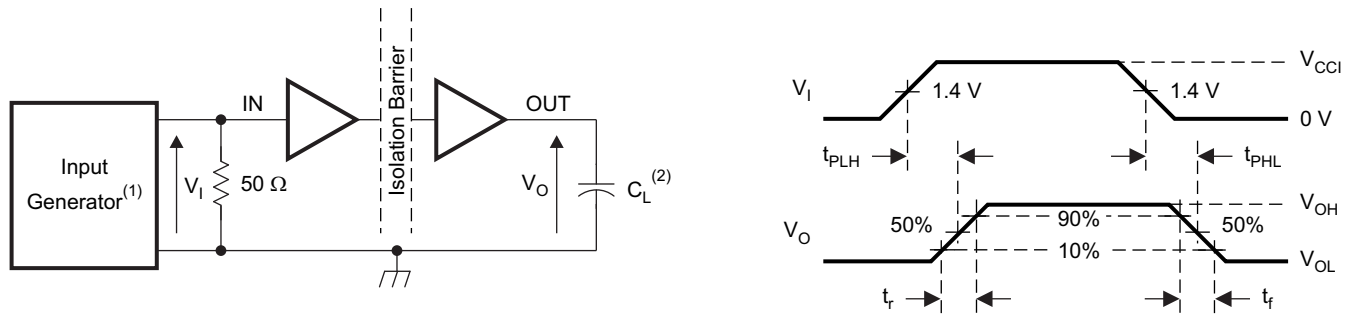 Input
Generator(1)
VI
50 Ω
IN
Isolation Barrier
OUT
VO
CL(2)
VI
1.4 V
1.4 V
VCCI
0 V
tPLH
tPHL
VO
50%
90%
10%
50%
VOH
VOL
tr
tf